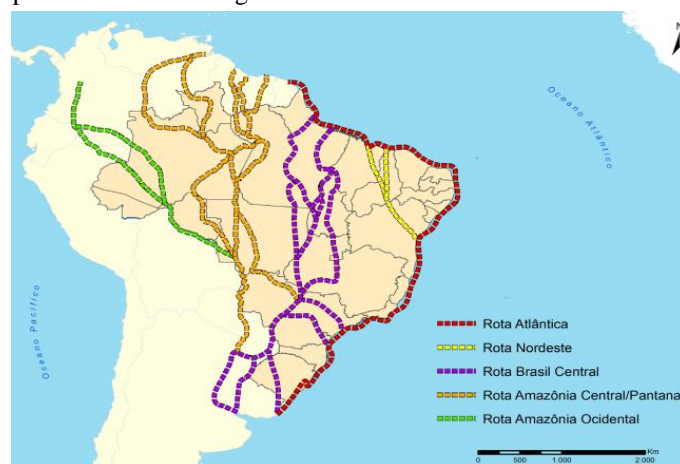 N
Oceano Atlântico
Oceano Pacífico
Rota Atlântica
Rota Nordeste
Rota Brasil Central
Rota Amazônia Central/Pantana
Rota Amazônia Ocidental
Km
0 500 1.000 2.000